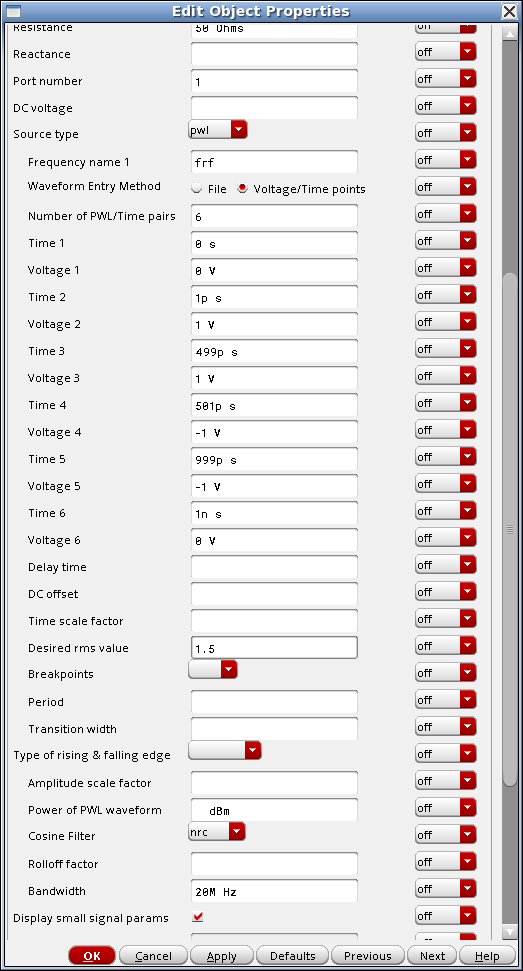 Edit Object Properties
Resistance 50 Ohms off
Reactance off
Port number 1 off
DC voltage off
Source type pwl off
Frequency name 1 frf off
Waveform Entry Method File Voltage/Time points off
Number of PWL/Time pairs 6 off
Time 1 0 s off
Voltage 1 0 V off
Time 2 1p s off
Voltage 2 1 V off
Time 3 499p s off
Voltage 3 1 V off
Time 4 501p s off
Voltage 4 -1 V off
Time 5 999p s off
Voltage 5 -1 V off
Time 6 1n s off
Voltage 6 0 V off
Delay time off
DC offset off
Time scale factor off
Desired rms value 1.5 off
Breakpoints off
Period off
Transition width off
Type of rising & falling edge off
Amplitude scale factor off
Power of PWL waveform dBm off
Cosine Filter nrc off
Rolloff factor off
Bandwidth 20M Hz off
Display small signal params off
OK Cancel Apply Defaults Previous Next Help